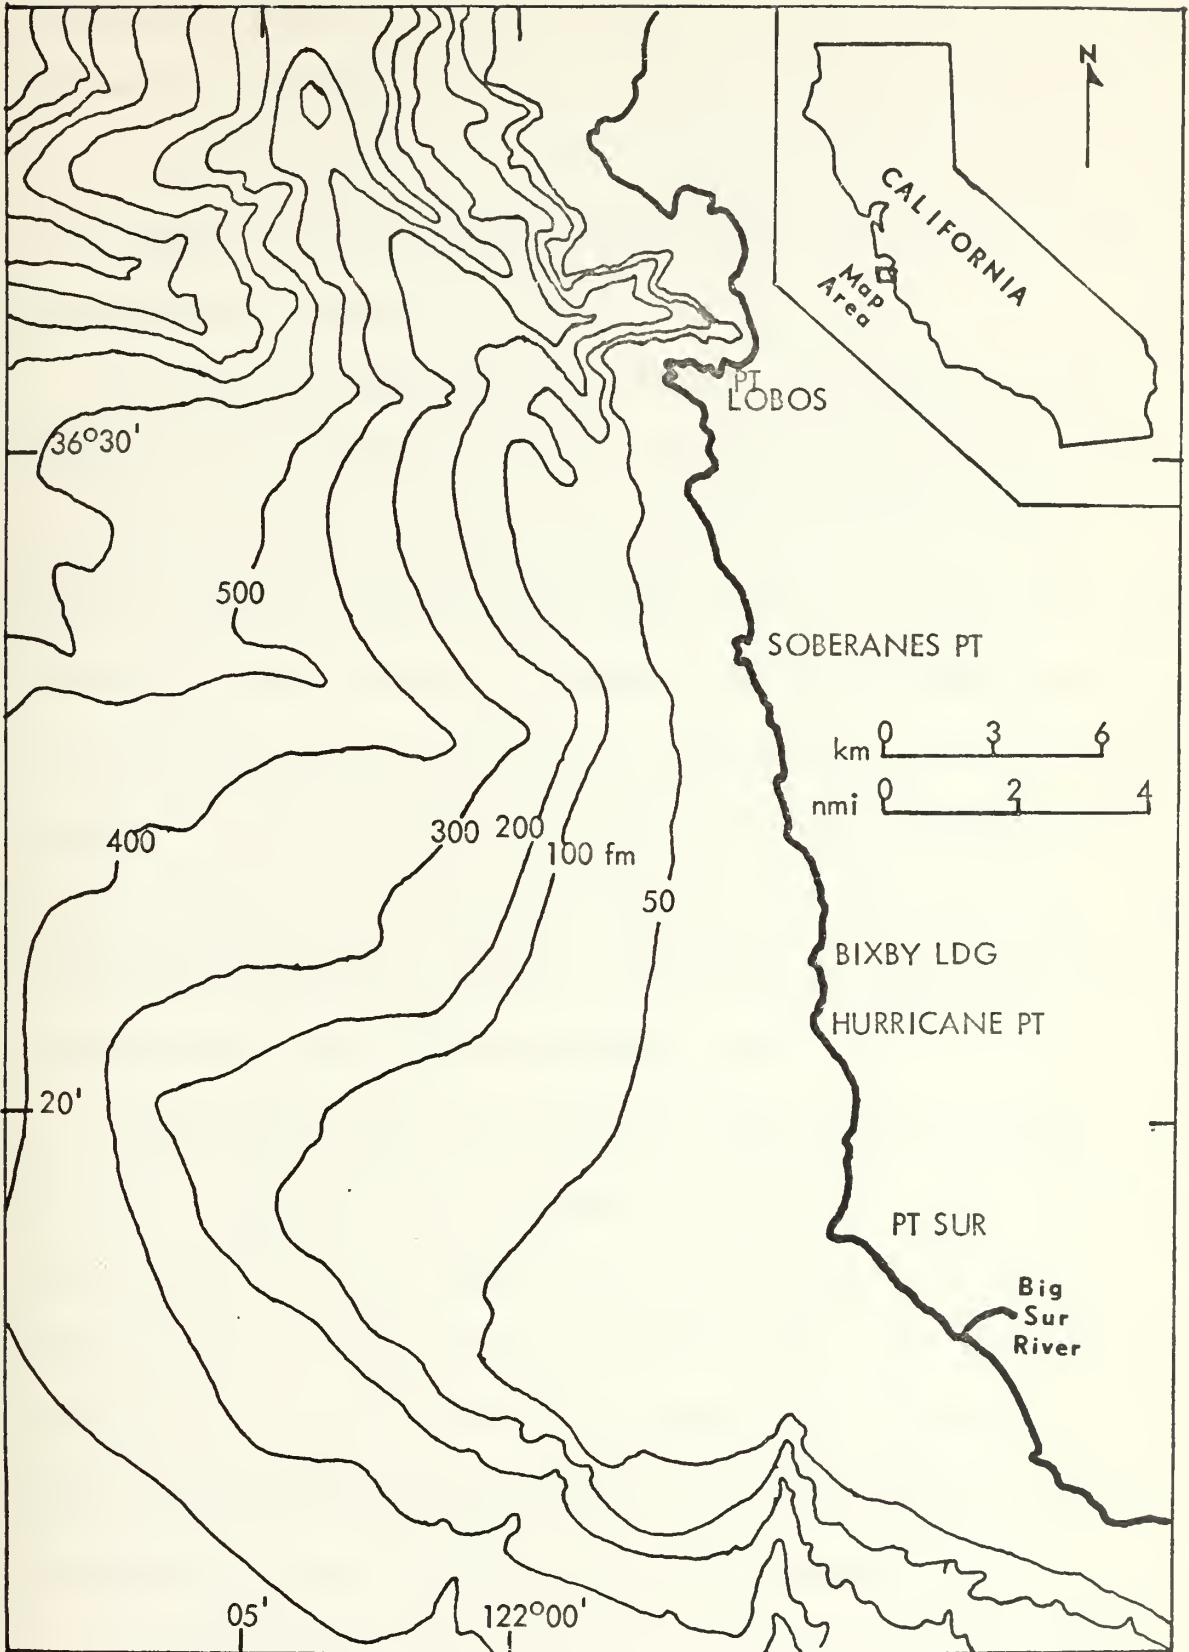 N
CALIFORNIA
Map
Area
PT
LOBOS
36°30'
500
SOBERANES PT
km 0 3 6
nmi 0 2 4
400
300
200
100 fm
50
BIXBY LDG
HURRICANE PT
20'
PT SUR
Big
Sur
River
05'
122°00'